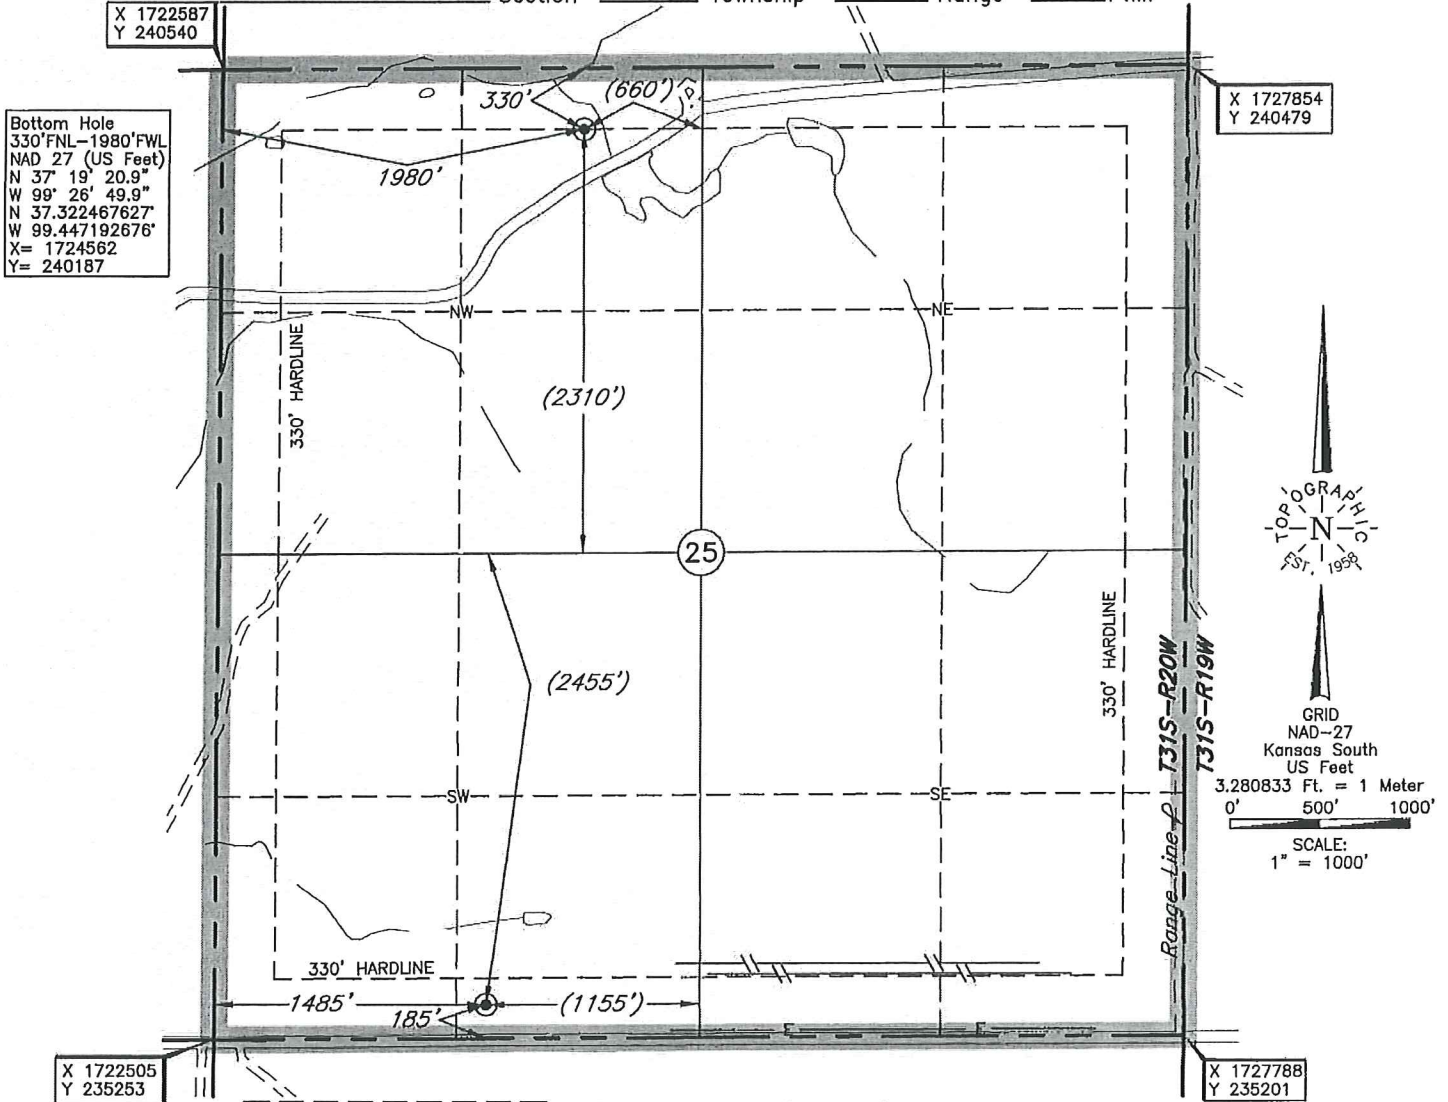 Section Township Range P.M.
X 1722587
Y 240540
X 1727854
Y 240479
Bottom Hole
330'FNL-1980'FWL
NAD 27 (US Feet)
N 37° 19' 20.9"
W 99° 26' 49.9"
N 37.322467627°
W 99.447192676°
X= 1724562
Y= 240187
330'
(660')
1980'
NW
NE
330' HARDLINE
(2310')
25
TOPOGRAPHIC
N
EST. 1958
(2455')
330' HARDLINE
T31S-R20W
T31S-R19W
Range Line
GRID
NAD-27
Kansas South
US Feet
3.280833 Ft. = 1 Meter
0' 500' 1000'
SCALE:
1" = 1000'
SW
SE
330' HARDLINE
1485'
(1155')
185'
E E
X 1722505
Y 235253
X 1727788
Y 235201